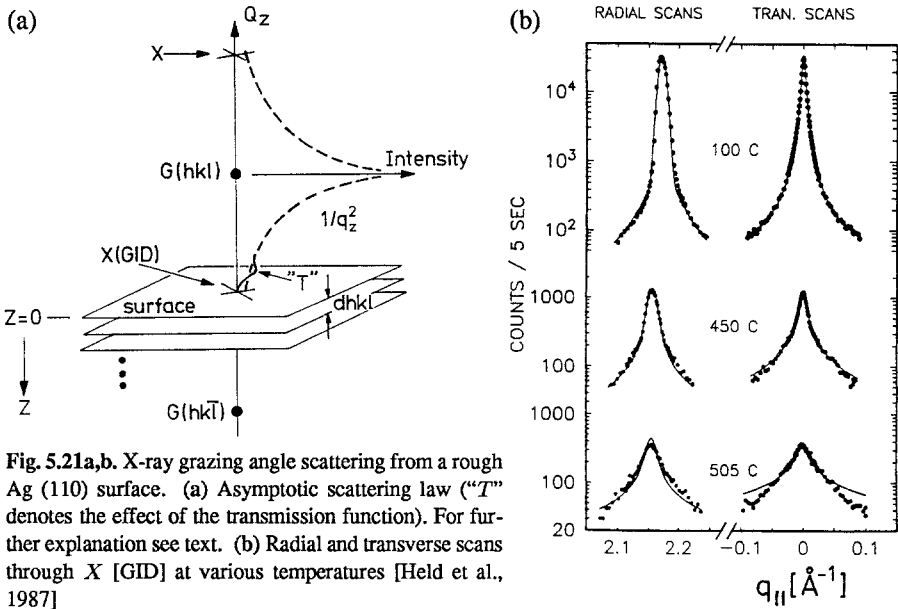 (a)
Q_z
X
G(hkl)
Intensity
1/q_z^2
X(GID)
"T"
surface
dhkl
Z=0
Z
G(hkl̅)
Fig. 5.21a,b. X-ray grazing angle scattering from a rough
Ag (110) surface. (a) Asymptotic scattering law ("T"
denotes the effect of the transmission function). For fur-
ther explanation see text. (b) Radial and transverse scans
through X [GID] at various temperatures [Held et al.,
1987]
(b)
RADIAL SCANS
TRAN. SCANS
COUNTS / 5 SEC
10^4
10^3
10^2
1000
100
1000
100
20
100 C
450 C
505 C
2.1
2.2
-0.1
0
0.1
q_∥[Å^-1]